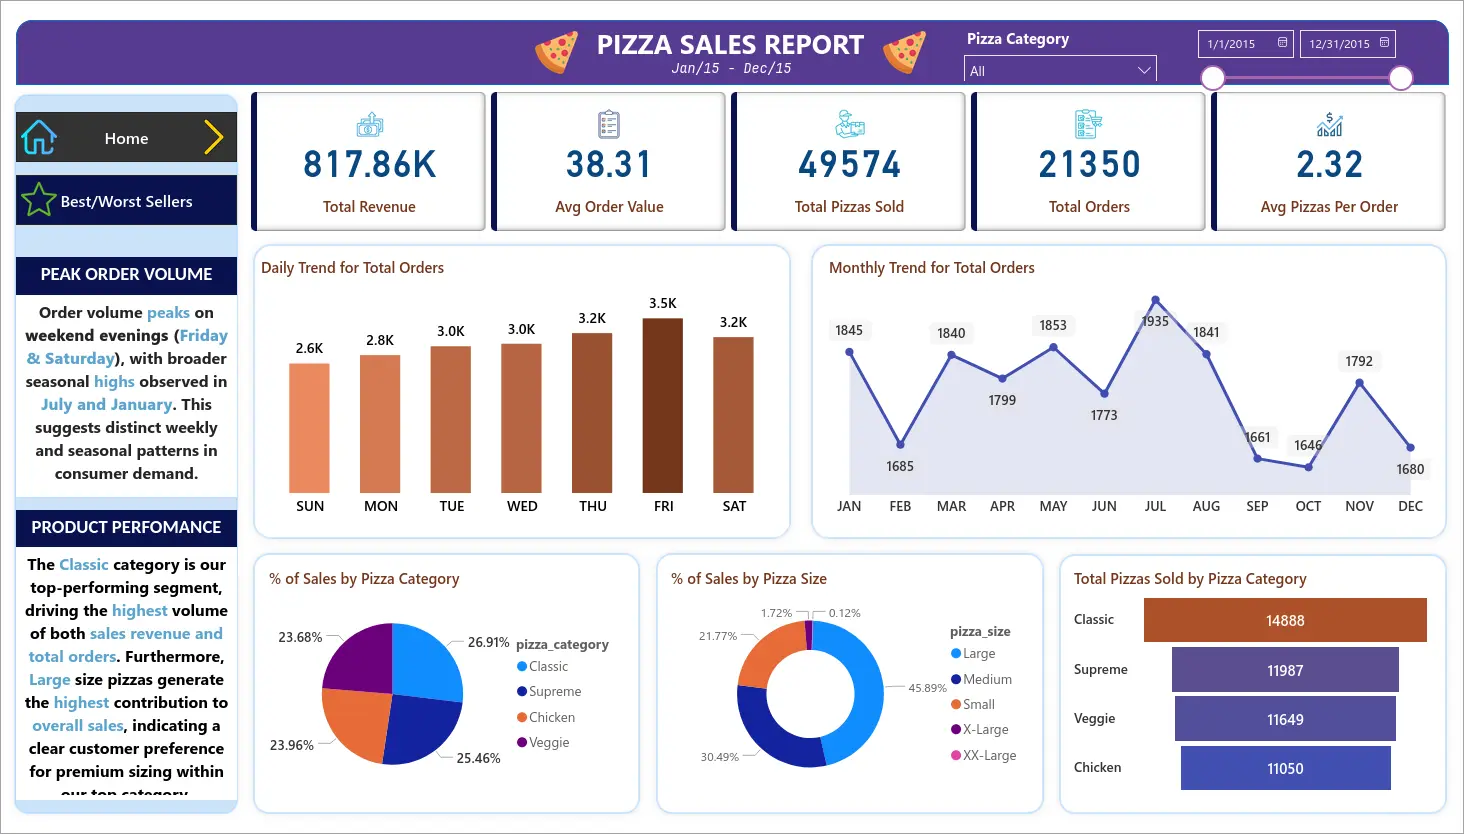 PIZZA SALES REPORT
Jan/15 - Dec/15
Pizza Category
All
1/1/2015
12/31/2015
Home
Best/Worst Sellers
PEAK ORDER VOLUME
Order volume peaks on
weekend evenings (Friday
& Saturday), with broader
seasonal highs observed in
July and January. This
suggests distinct weekly
and seasonal patterns in
consumer demand.
PRODUCT PERFOMANCE
The Classic category is our
top-performing segment,
driving the highest volume
of both sales revenue and
total orders. Furthermore,
Large size pizzas generate
the highest contribution to
overall sales, indicating a
clear customer preference
for premium sizing within
our top category
817.86K
Total Revenue
38.31
Avg Order Value
49574
Total Pizzas Sold
21350
Total Orders
2.32
Avg Pizzas Per Order
Daily Trend for Total Orders
2.6K
2.8K
3.0K
3.0K
3.2K
3.5K
3.2K
SUN MON TUE WED THU FRI SAT
Monthly Trend for Total Orders
1845
1685
1840
1799
1853
1773
1935
1841
1661
1646
1792
1680
JAN FEB MAR APR MAY JUN JUL AUG SEP OCT NOV DEC
% of Sales by Pizza Category
23.68%
26.91%
23.96%
25.46%
pizza_category
Classic
Supreme
Chicken
Veggie
% of Sales by Pizza Size
1.72%
0.12%
21.77%
45.89%
30.49%
pizza_size
Large
Medium
Small
X-Large
XX-Large
Total Pizzas Sold by Pizza Category
Classic 14888
Supreme 11987
Veggie 11649
Chicken 11050